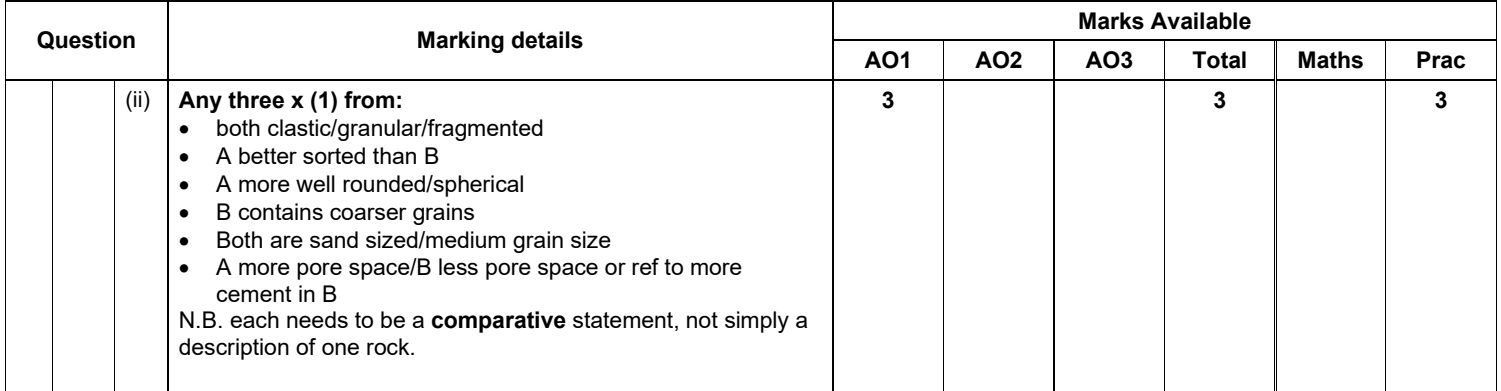 Question Marking details Marks Available
AO1 AO2 AO3 Total Maths Prac
(ii) Any three x (1) from: 3 3 3
• both clastic/granular/fragmented
• A better sorted than B
• A more well rounded/spherical
• B contains coarser grains
• Both are sand sized/medium grain size
• A more pore space/B less pore space or ref to more
cement in B
N.B. each needs to be a comparative statement, not simply a
description of one rock.